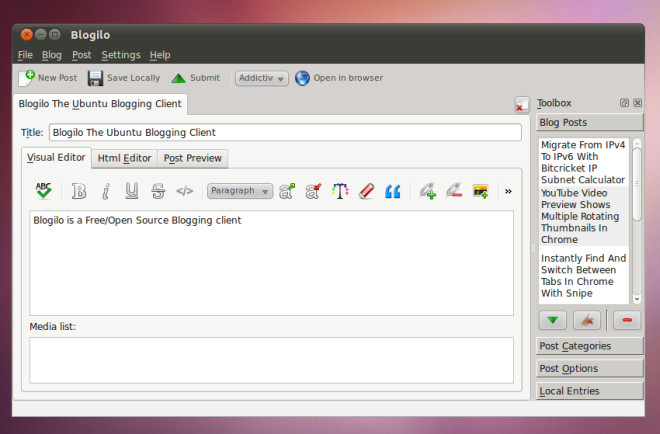 Blogilo
File Blog Post Settings Help
New Post Save Locally Submit Addictiv Open in browser
Blogilo The Ubuntu Blogging Client
Title: Blogilo The Ubuntu Blogging Client
Visual Editor Html Editor Post Preview
ABC B i U S </> Paragraph a a T »
Blogilo is a Free/Open Source Blogging client
Media list:
Toolbox
Blog Posts
Migrate From IPv4
To IPv6 With
Bitcricket IP
Subnet Calculator
YouTube Video
Preview Shows
Multiple Rotating
Thumbnails In
Chrome
Instantly Find And
Switch Between
Tabs In Chrome
With Snipe
Post Categories
Post Options
Local Entries